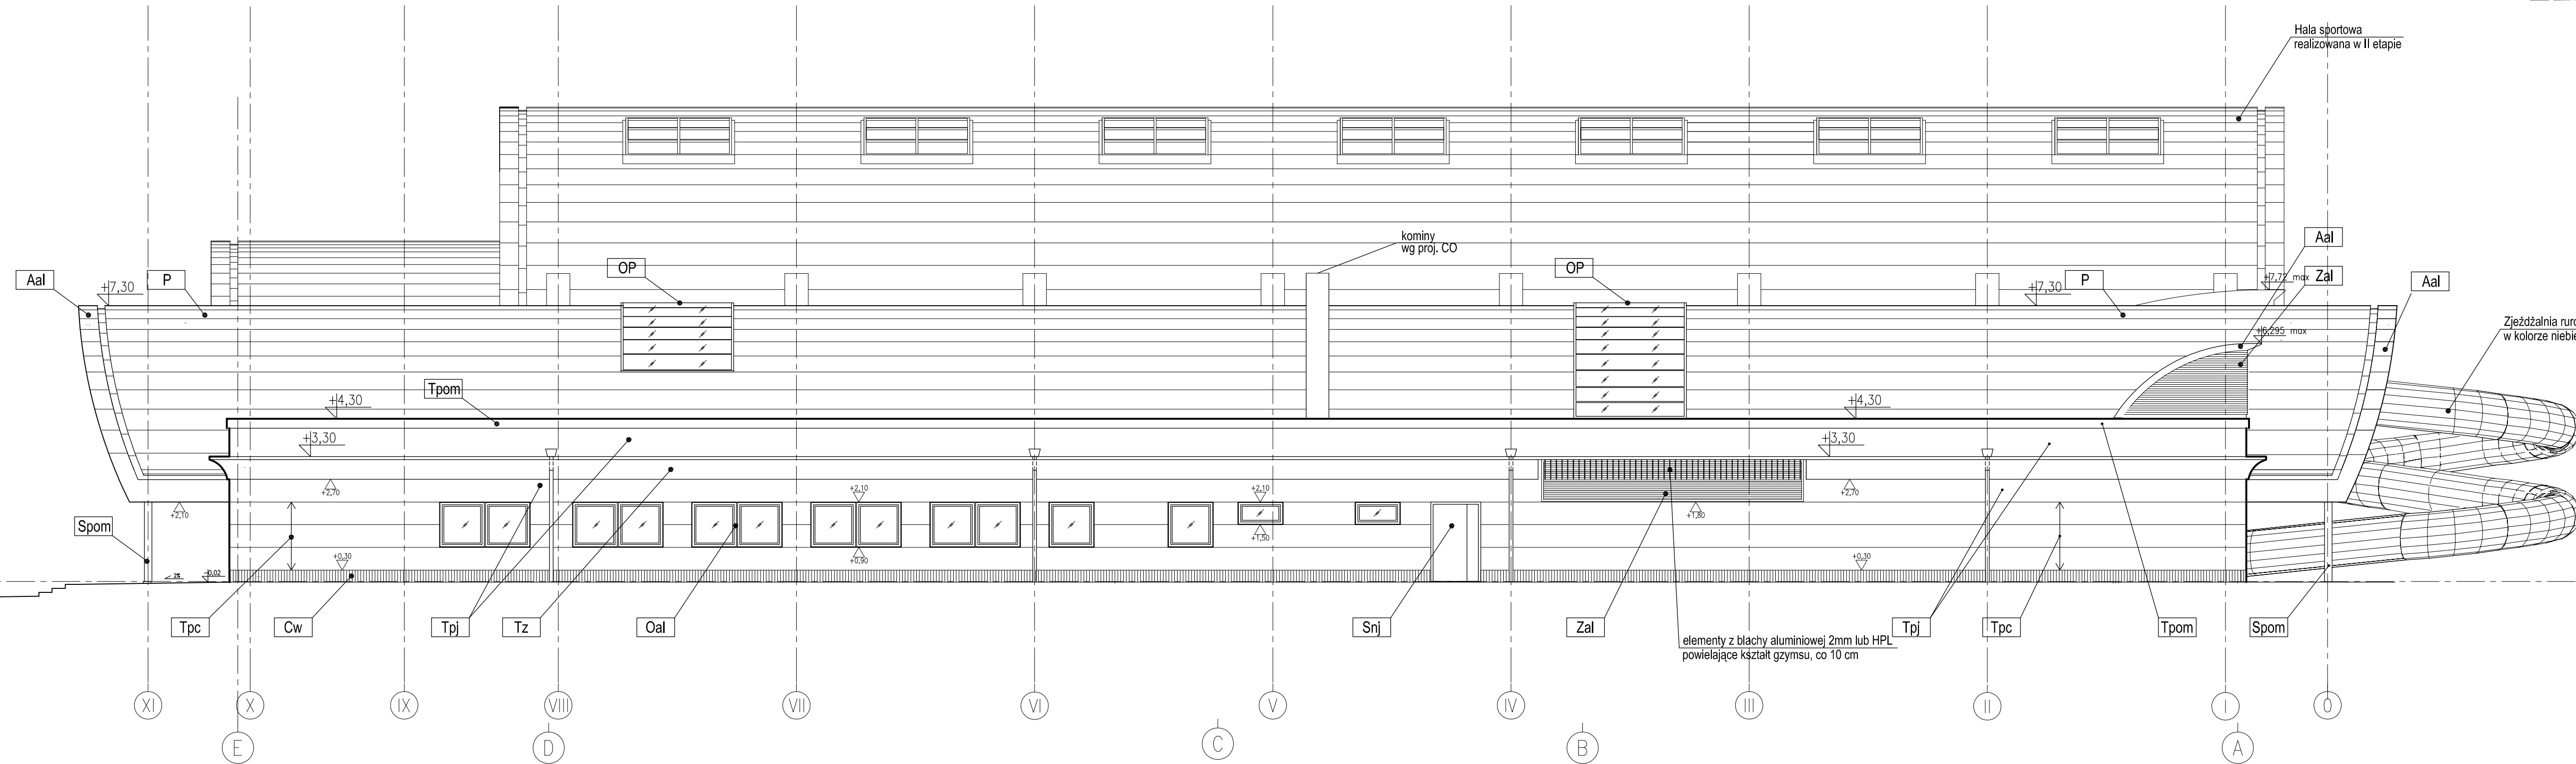 Hala sportowa
realizowana w II etapie
kominy
wg proj. CO
Aal
P
+7,30
OP
OP
+7,30
P
+7,72 max
Aal
Zal
Aal
+6,295 max
w kolorze
Tpom
+4,30
+4,30
+3,30
+3,30
+2,70
+2,10
+2,10
+2,70
Spom
+2,10
+1,80
+1,50
+0,30
+0,90
+0,30
2%
-0,02
Tpc
Cw
Tpj
Tz
Oal
Snj
Zal
elementy z blachy aluminiowej 2mm lub HPL
powielające kształt gzymsu, co 10 cm
Tpj
Tpc
Tpom
Spom
XI
X
IX
VIII
VII
VI
V
IV
III
II
I
0
E
D
C
B
A